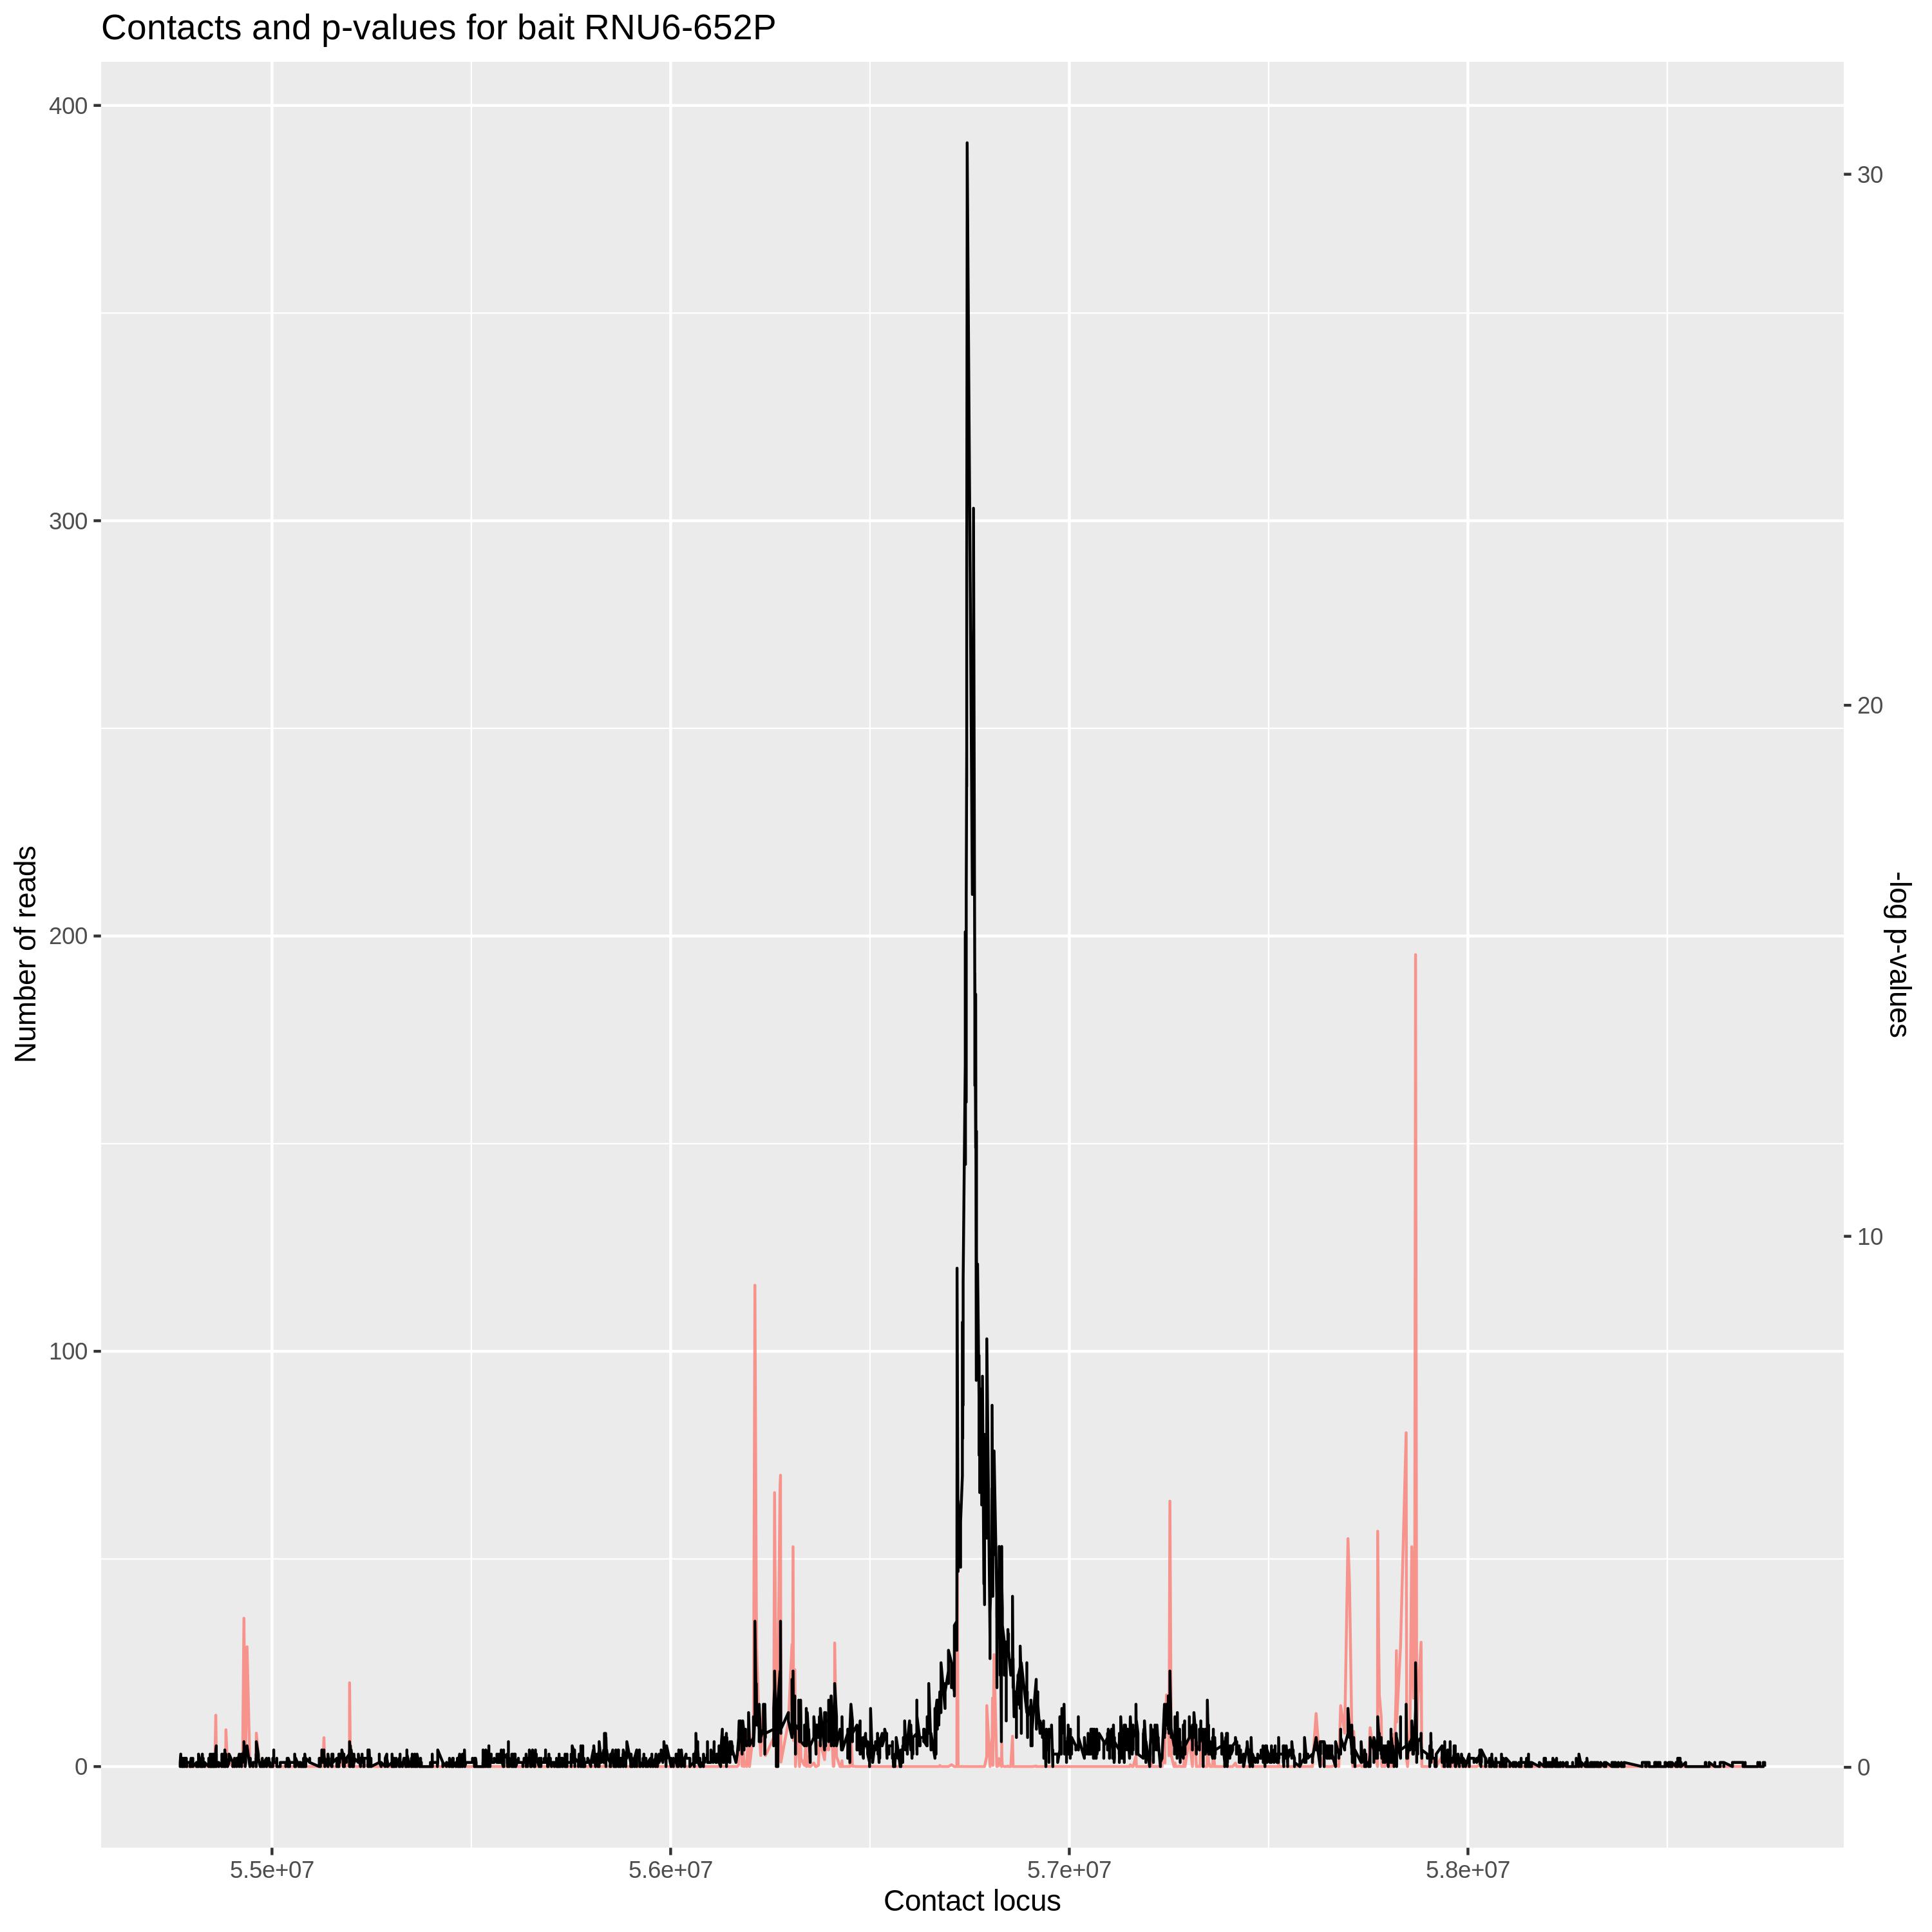 Contacts and p-values for bait RNU6-652P
400
300
200
100
0
30
20
10
0
Number of reads
-log p-values
5.5e+07
5.6e+07
5.7e+07
5.8e+07
Contact locus